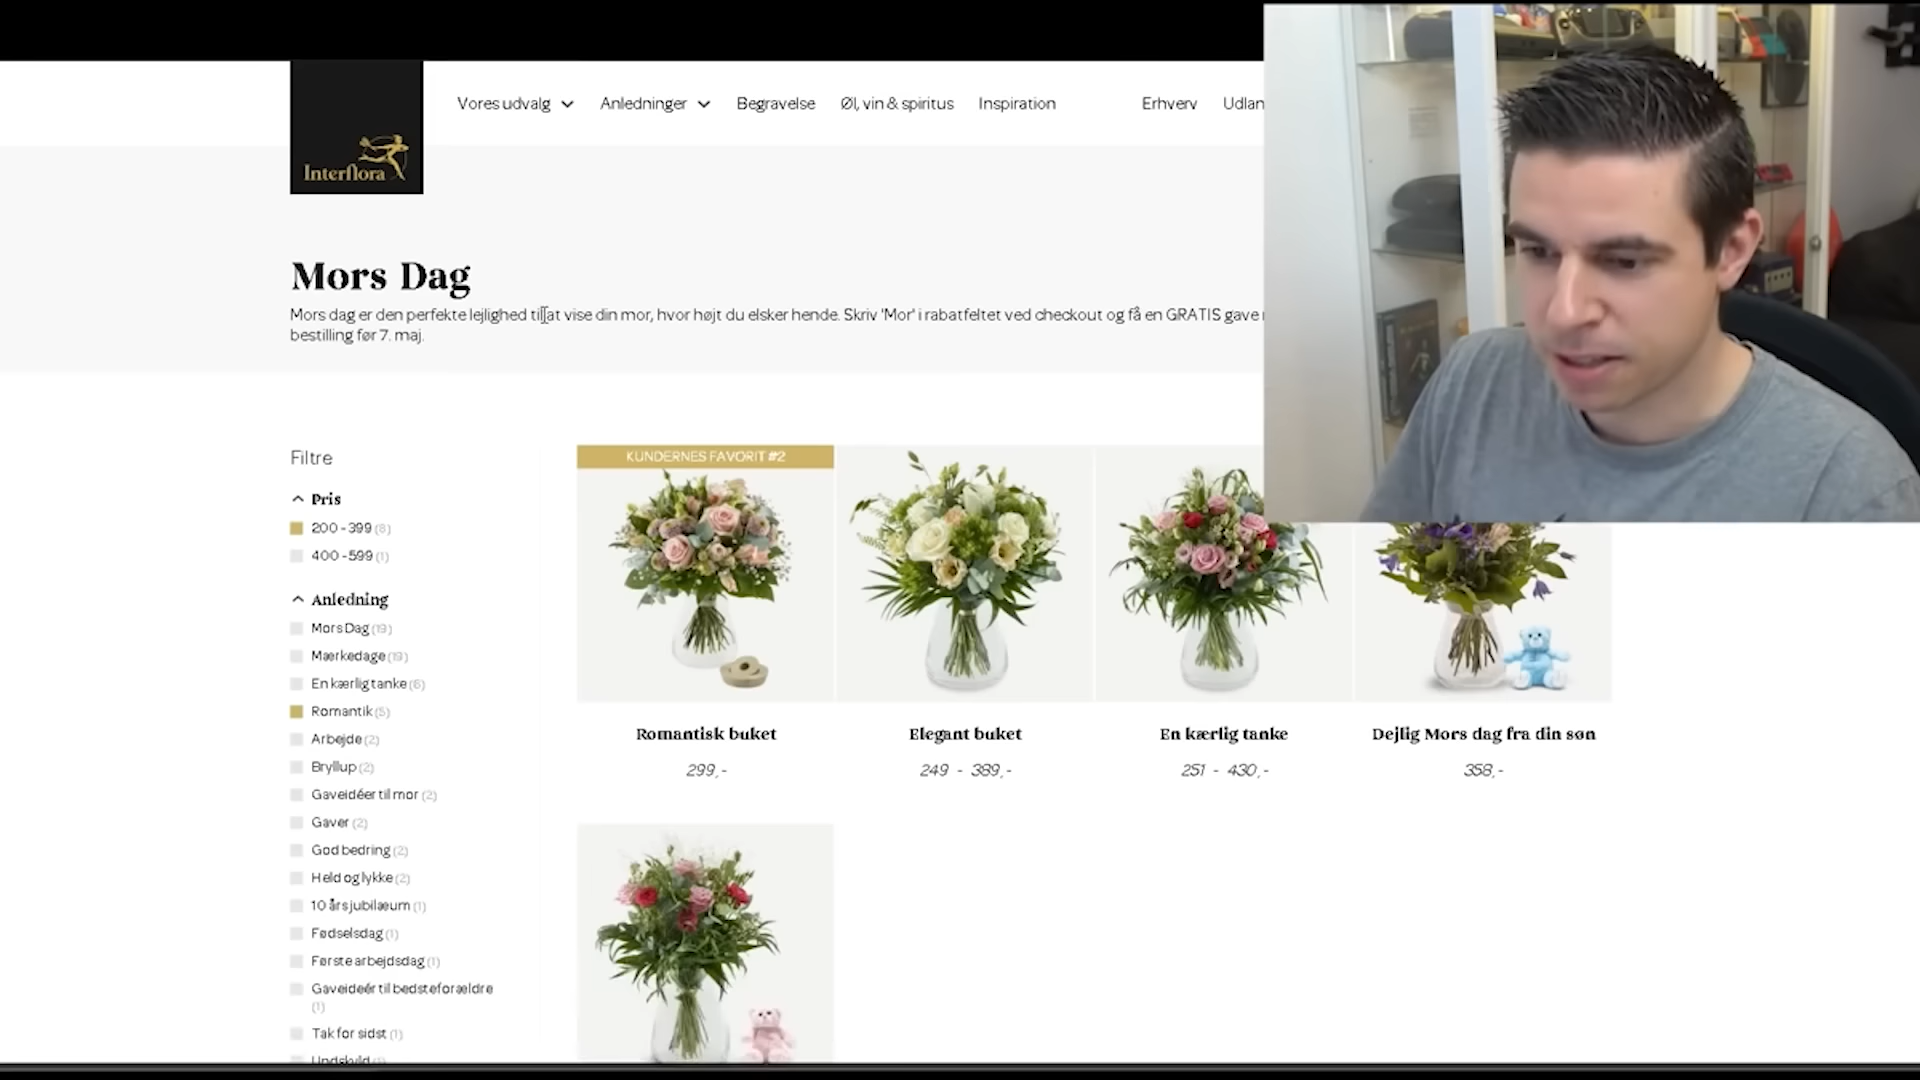 Vores udvalg Anledninger Begravelse Øl, vin & spiritus Inspiration Erhverv Udlan
Interflora
Mors Dag
Mors dag er den perfekte lejlighed til at vise din mor, hvor højt du elsker hende. Skriv 'Mor' i rabatfeltet ved checkout og få en GRATIS gave
bestilling før 7. maj.
Filtre
Pris
200 - 399 (8)
400 - 599 (1)
Anledning
Mors Dag (19)
Mærkedage (19)
En kærlig tanke (6)
Romantik (5)
Arbejde (2)
Bryllup (2)
Gaveidéer til mor (2)
Gaver (2)
God bedring (2)
Held og lykke (2)
10 års jubilæum (1)
Fødselsdag (1)
Første arbejdsdag (1)
Gaveideér til bedsteforældre
(1)
Tak for sidst (1)
Undskyld (1)
KUNDERNES FAVORIT #2
Romantisk buket
299,-
Elegant buket
249 - 389,-
En kærlig tanke
251 - 430,-
Dejlig Mors dag fra din søn
358,-